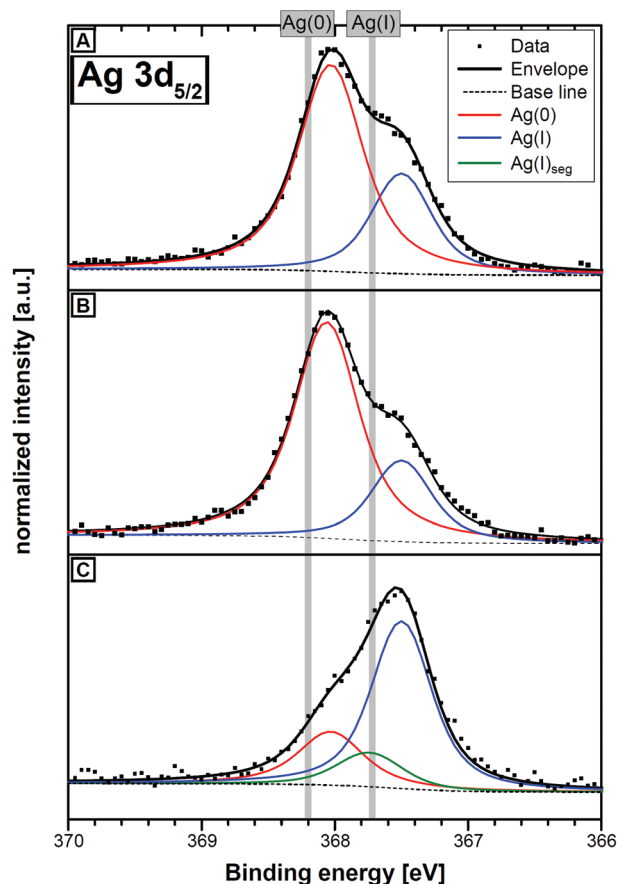 Ag(0) Ag(I)
A
Ag 3d5/2
Data
Envelope
Base line
Ag(0)
Ag(I)
Ag(I)seg
B
C
normalized intensity [a.u.]
370 369 368 367 366
Binding energy [eV]